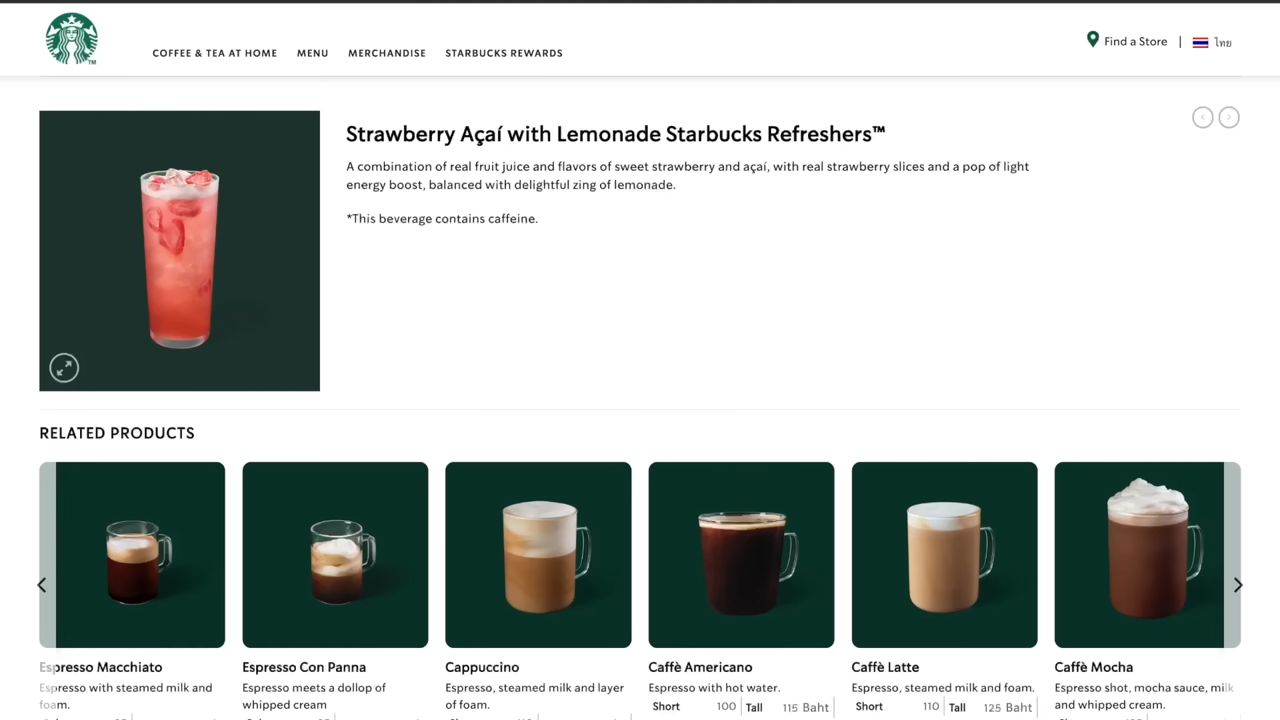 COFFEE & TEA AT HOME MENU MERCHANDISE STARBUCKS REWARDS
Find a Store | ไทย
TM
Strawberry Açaí with Lemonade Starbucks Refreshers™
A combination of real fruit juice and flavors of sweet strawberry and açaí, with real strawberry slices and a pop of light
energy boost, balanced with delightful zing of lemonade.
*This beverage contains caffeine.
RELATED PRODUCTS
Espresso Macchiato
Espresso with steamed milk and
foam.
Espresso Con Panna
Espresso meets a dollop of
whipped cream
Cappuccino
Espresso, steamed milk and layer
of foam.
Caffè Americano
Espresso with hot water.
Short 100 | Tall 115 Baht
Caffè Latte
Espresso, steamed milk and foam.
Short 110 | Tall 125 Baht
Caffè Mocha
Espresso shot, mocha sauce, milk
and whipped cream.